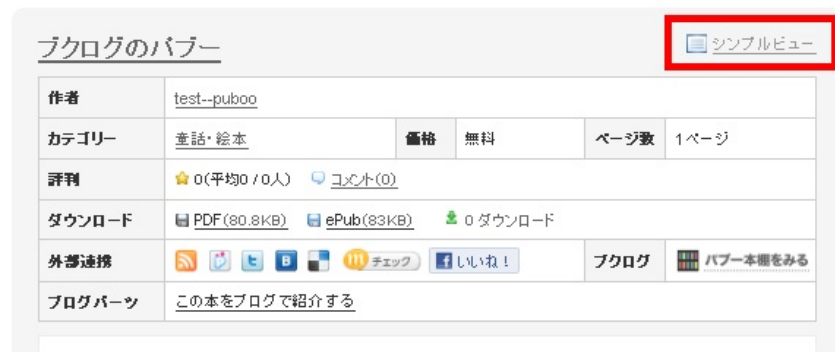 ブクログのパブー
シンプルビュー
作者 test--puboo
カテゴリー 童話・絵本 価格 無料 ページ数 1ページ
評判 0(平均0 / 0人) コメント(0)
ダウンロード PDF(80.8KB) ePub(83KB) 0 ダウンロード
外部連携 t B m チェック f いいね！ ブクログ パブー本棚をみる
ブログパーツ この本をブログで紹介する